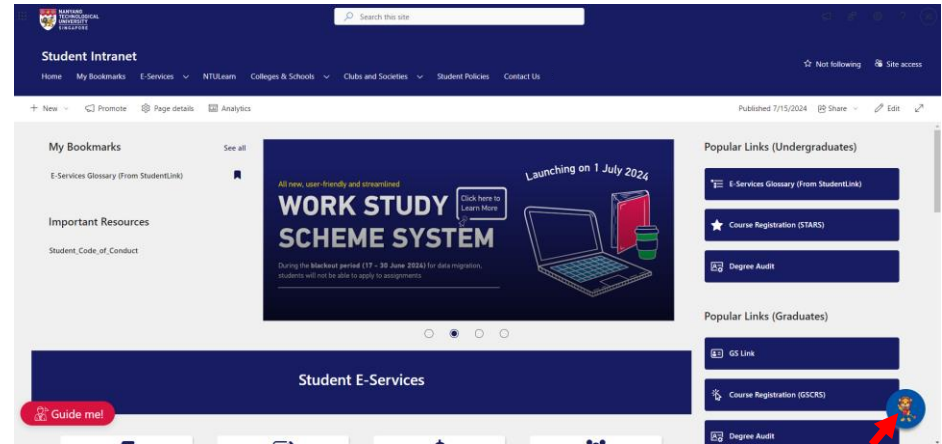 NANYANG
TECHNOLOGICAL
UNIVERSITY
SINGAPORE
Search this site
Student Intranet
Home My Bookmarks E-Services NTULearn Colleges & Schools Clubs and Societies Student Policies Contact Us
Not following Site access
+ New Promote Page details Analytics
Published 7/15/2024 Share Edit
My Bookmarks See all
E-Services Glossary (From StudentLink)
Important Resources
Student_Code_of_Conduct
All new, user-friendly and streamlined
WORK STUDY
SCHEME SYSTEM
Click here to
Learn More
Launching on 1 July 2024
During the blackout period (17 - 30 June 2024) for data migration,
students will not be able to apply to assignments
Popular Links (Undergraduates)
E-Services Glossary (From StudentLink)
Course Registration (STARS)
Degree Audit
Popular Links (Graduates)
GS Link
Course Registration (GSCRS)
Degree Audit
Student E-Services
Guide me!